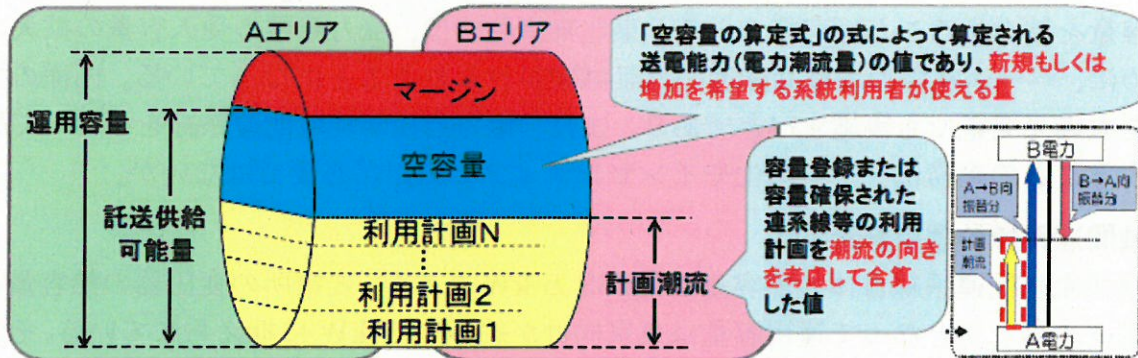 Aエリア
Bエリア
運用容量
託送供給
可能量
マージン
空容量
利用計画N
⋮
利用計画2
利用計画1
計画潮流
「空容量の算定式」の式によって算定される
送電能力(電力潮流量)の値であり、新規もしくは
増加を希望する系統利用者が使える量
容量登録または
容量確保された
連系線等の利用
計画を潮流の向き
を考慮して合算
した値
B電力
A→B向
振替分
B→A向
振替分
計画
潮流
A電力